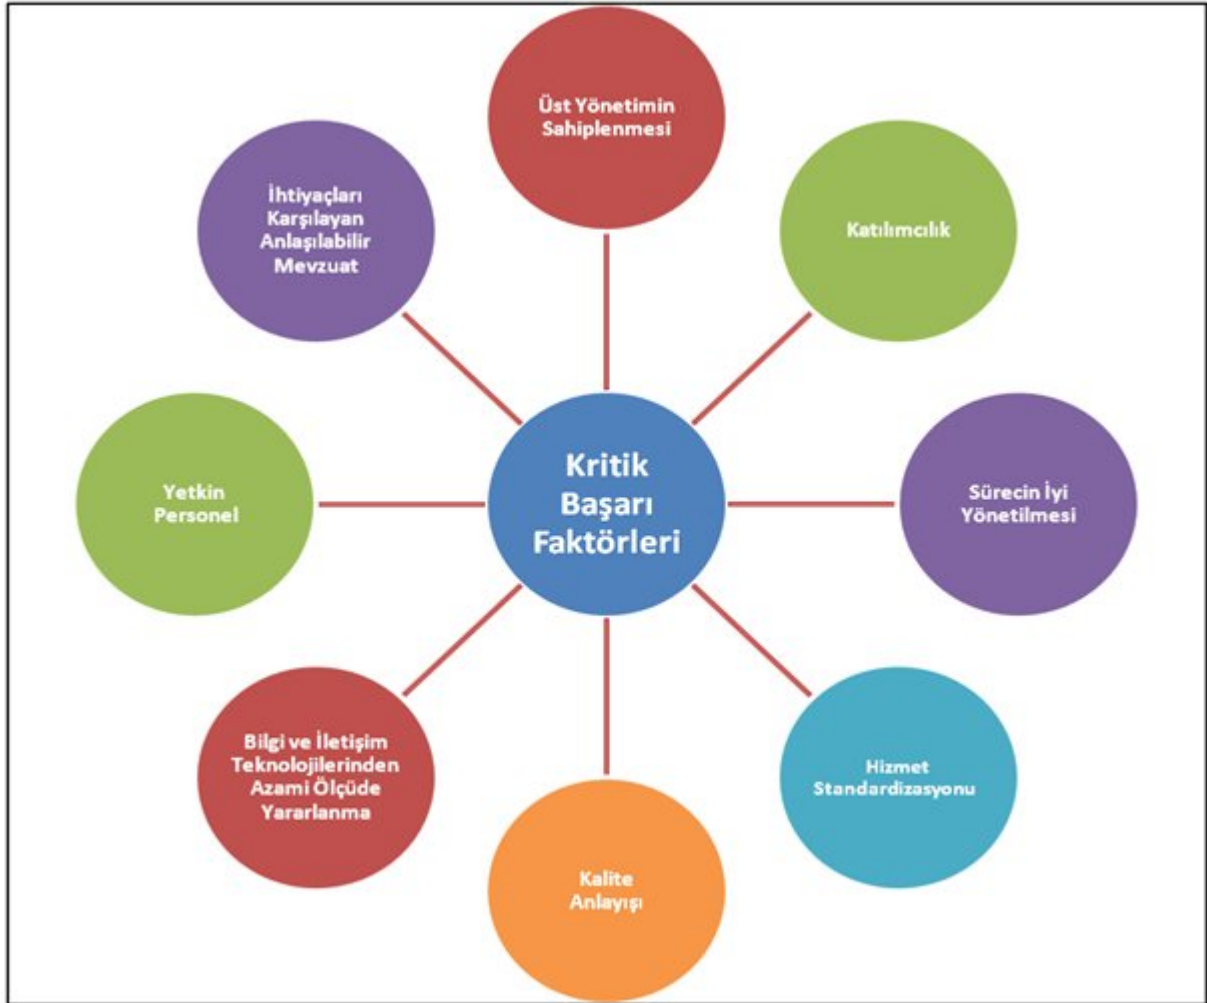 Üst Yönetimin
Sahiplenmesi
Katılımcılık
Sürecin İyi
Yönetilmesi
Hizmet
Standardizasyonu
Kalite
Anlayışı
Bilgi ve İletişim
Teknolojilerinden
Azami Ölçüde
Yararlanma
Yetkin
Personel
İhtiyaçları
Karşılayan
Anlaşılabilir
Mevzuat
Kritik
Başarı
Faktörleri